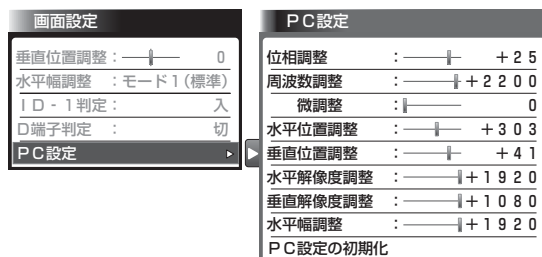 画面設定
垂直位置調整 : 0
水平幅調整 : モード1(標準)
ID-1判定 : 入
D端子判定 : 切
PC設定
PC設定
位相調整 : +25
周波数調整 : +2200
微調整 : 0
水平位置調整 : +303
垂直位置調整 : +41
水平解像度調整 : +1920
垂直解像度調整 : +1080
水平幅調整 : +1920
PC設定の初期化